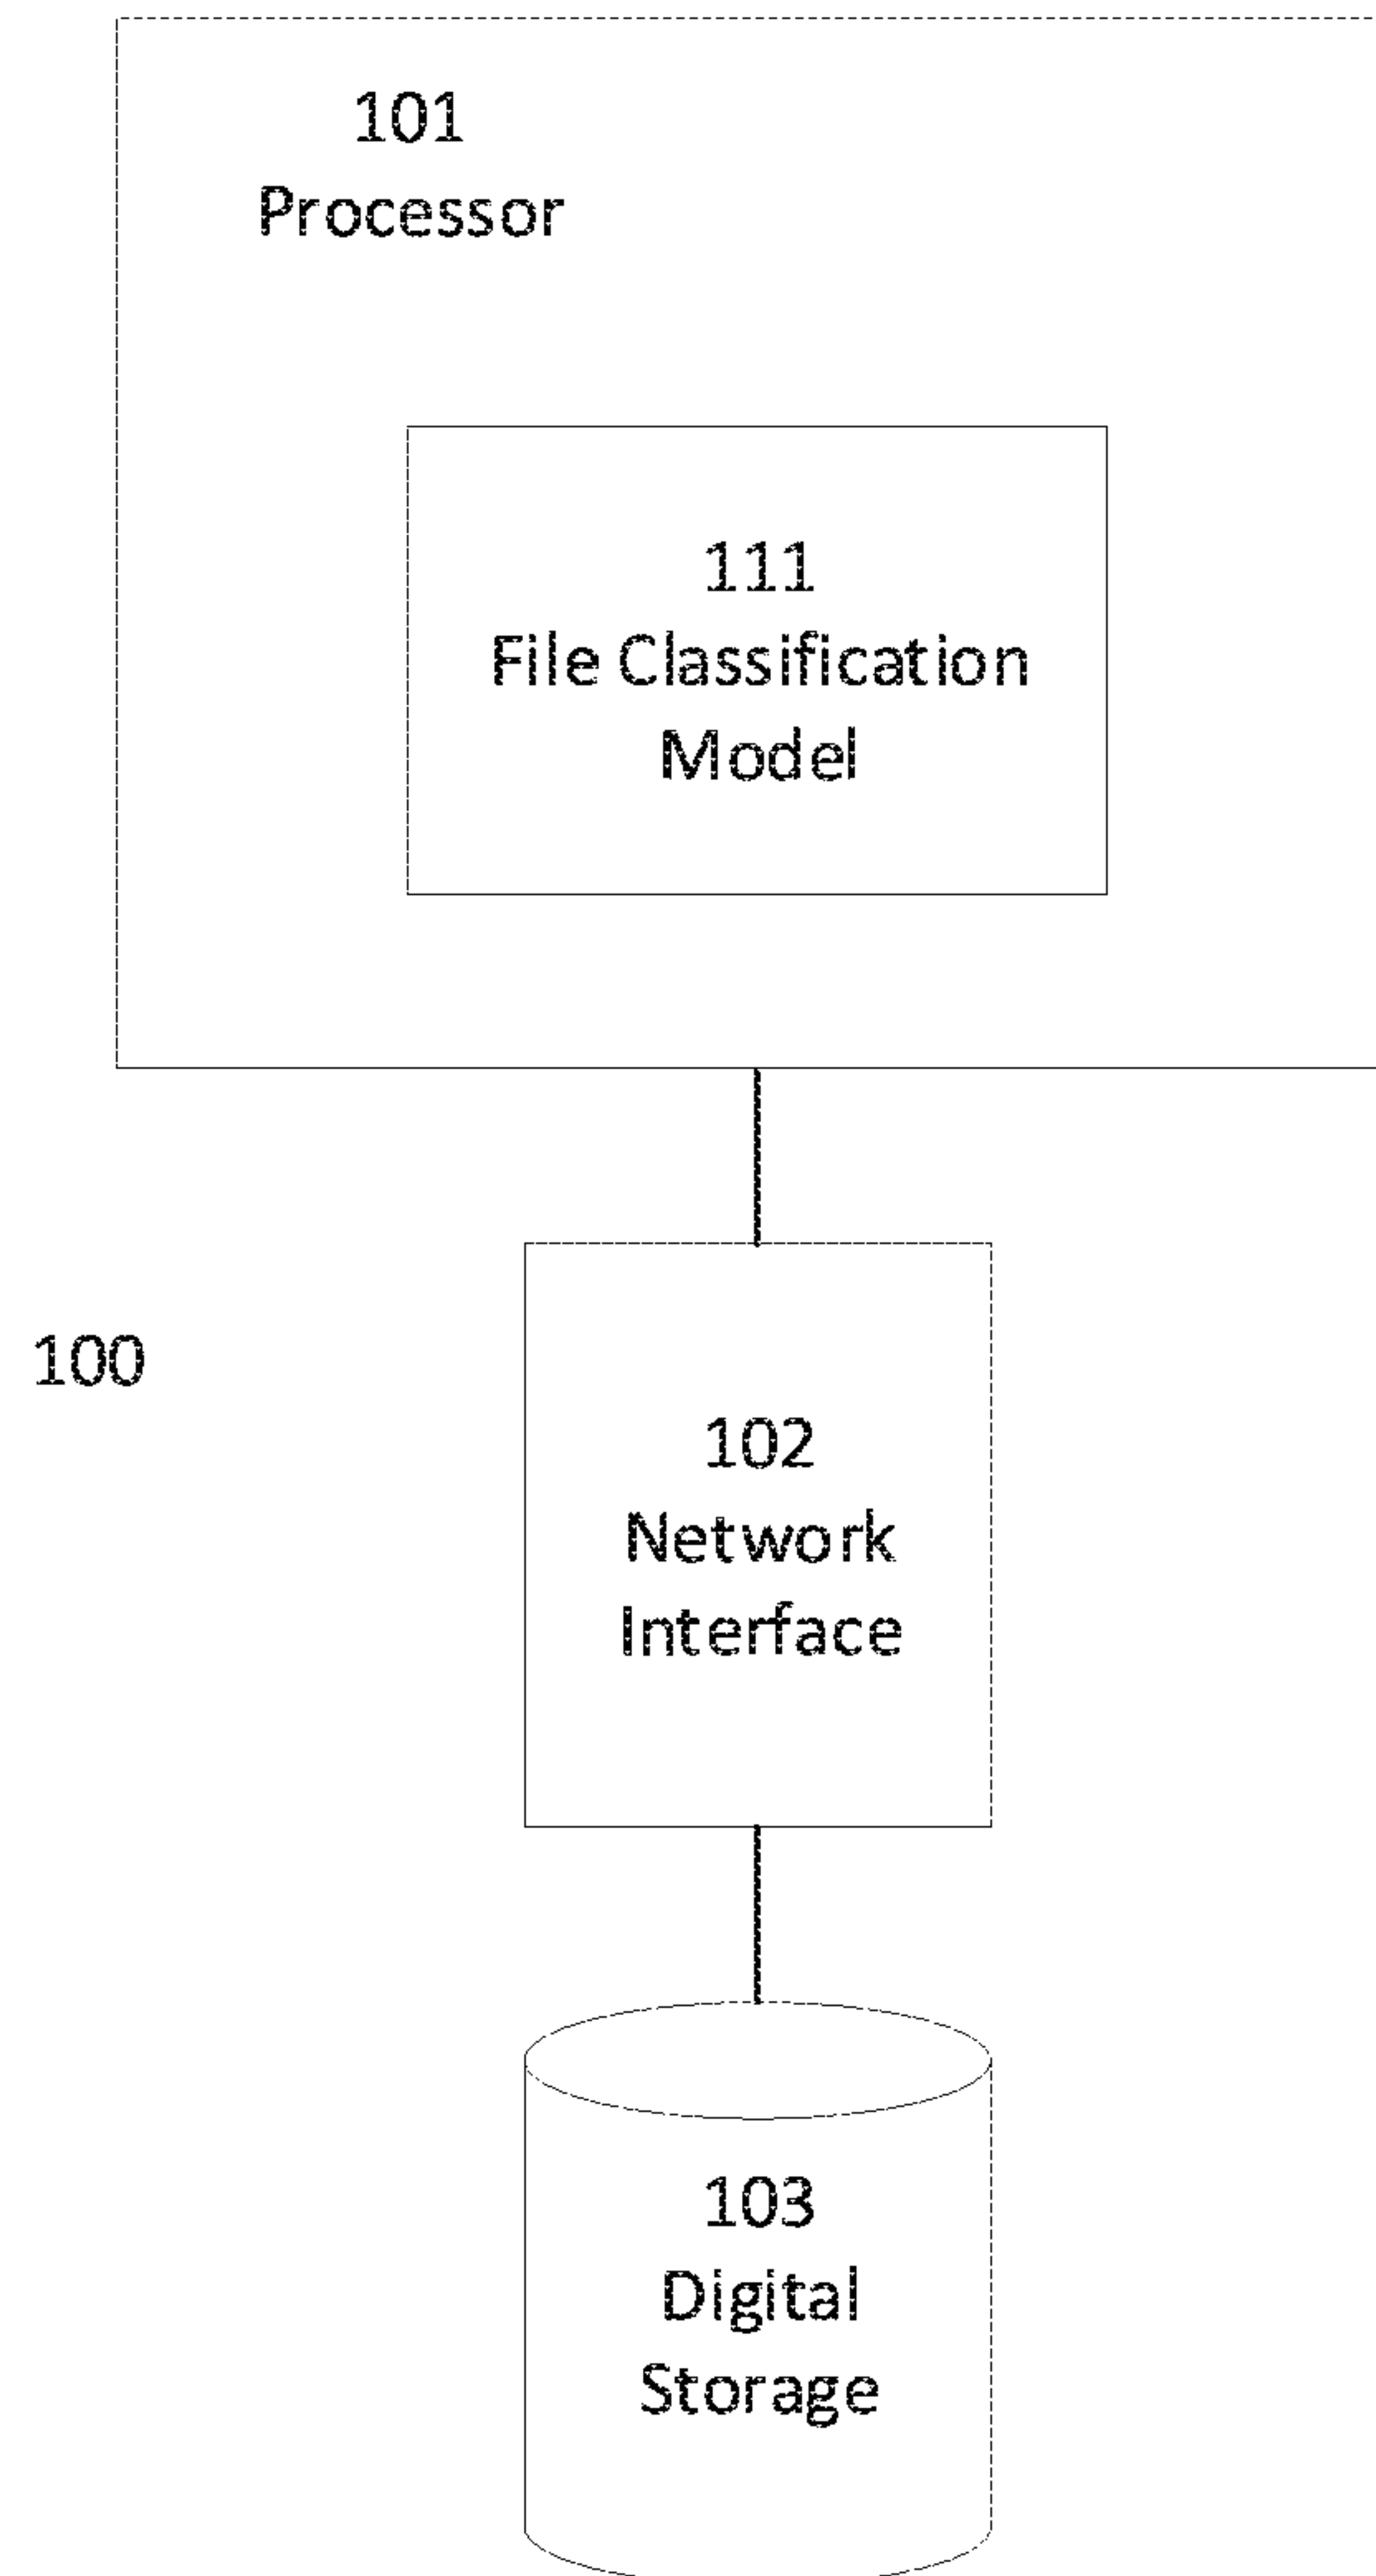 101
Processor
111
File Classification
Model
100
102
Network
Interface
103
Digital
Storage